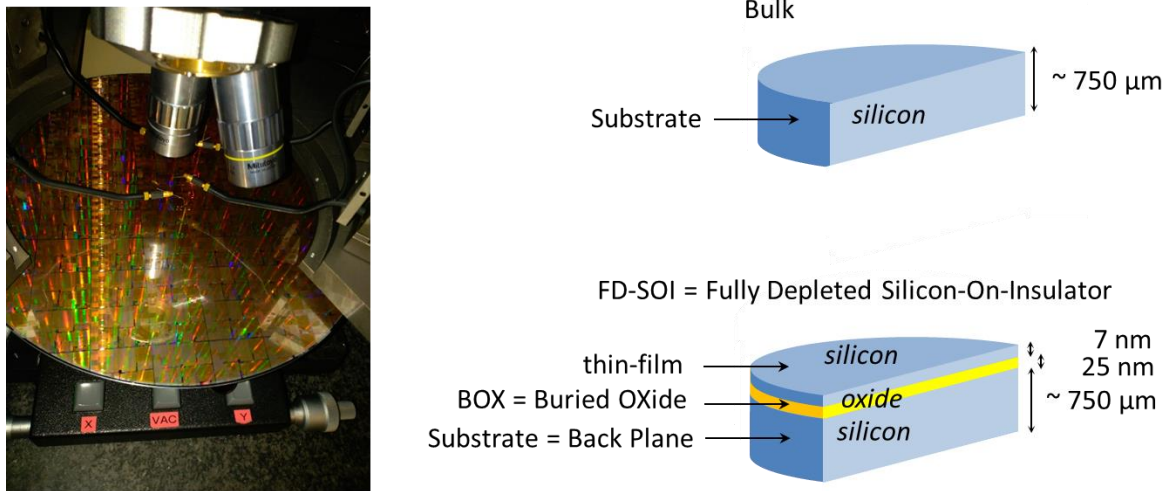 X
VAC
Y
Bulk
~ 750 µm
Substrate
silicon
FD-SOI = Fully Depleted Silicon-On-Insulator
thin-film
silicon
7 nm
25 nm
BOX = Buried OXide
oxide
~ 750 µm
Substrate = Back Plane
silicon